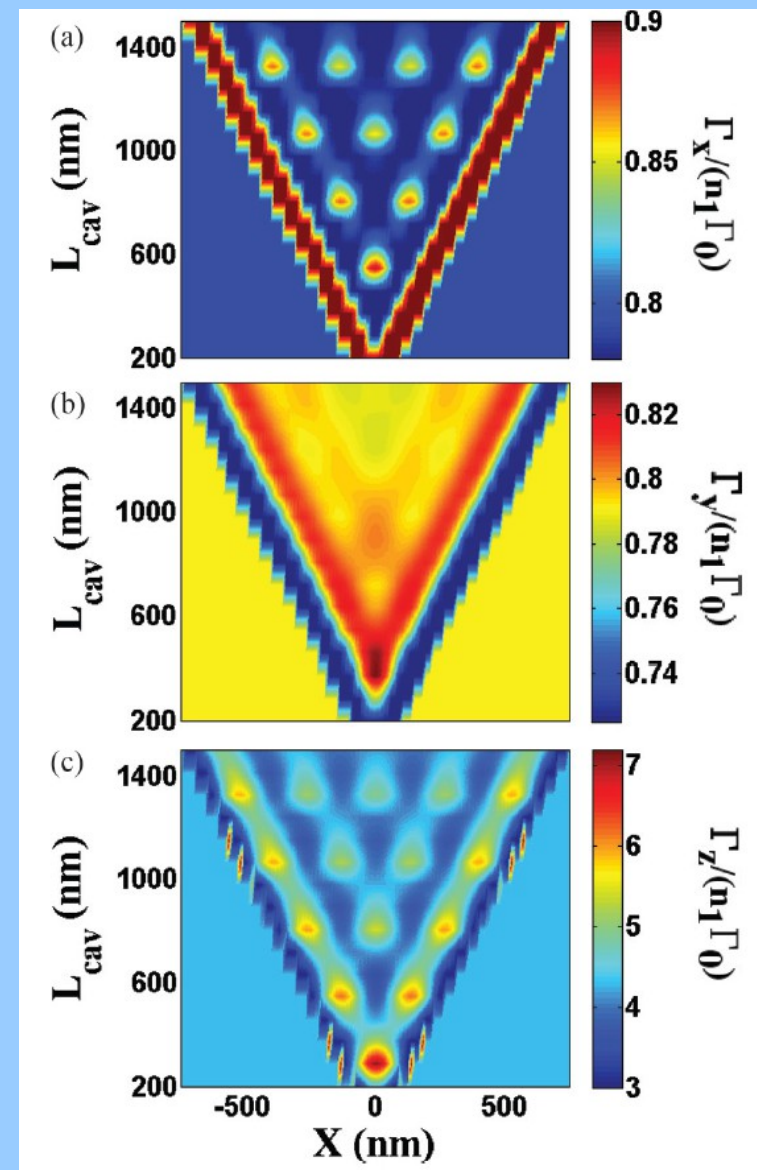 (a)
1400
1000
600
200
L_cav (nm)
0.9
0.85
0.8
Γ_x/(n_1Γ_0)
(b)
1400
1000
600
200
L_cav (nm)
0.82
0.8
0.78
0.76
0.74
Γ_y/(n_1Γ_0)
(c)
1400
1000
600
200
L_cav (nm)
7
6
5
4
3
Γ_z/(n_1Γ_0)
-500 0 500
X (nm)